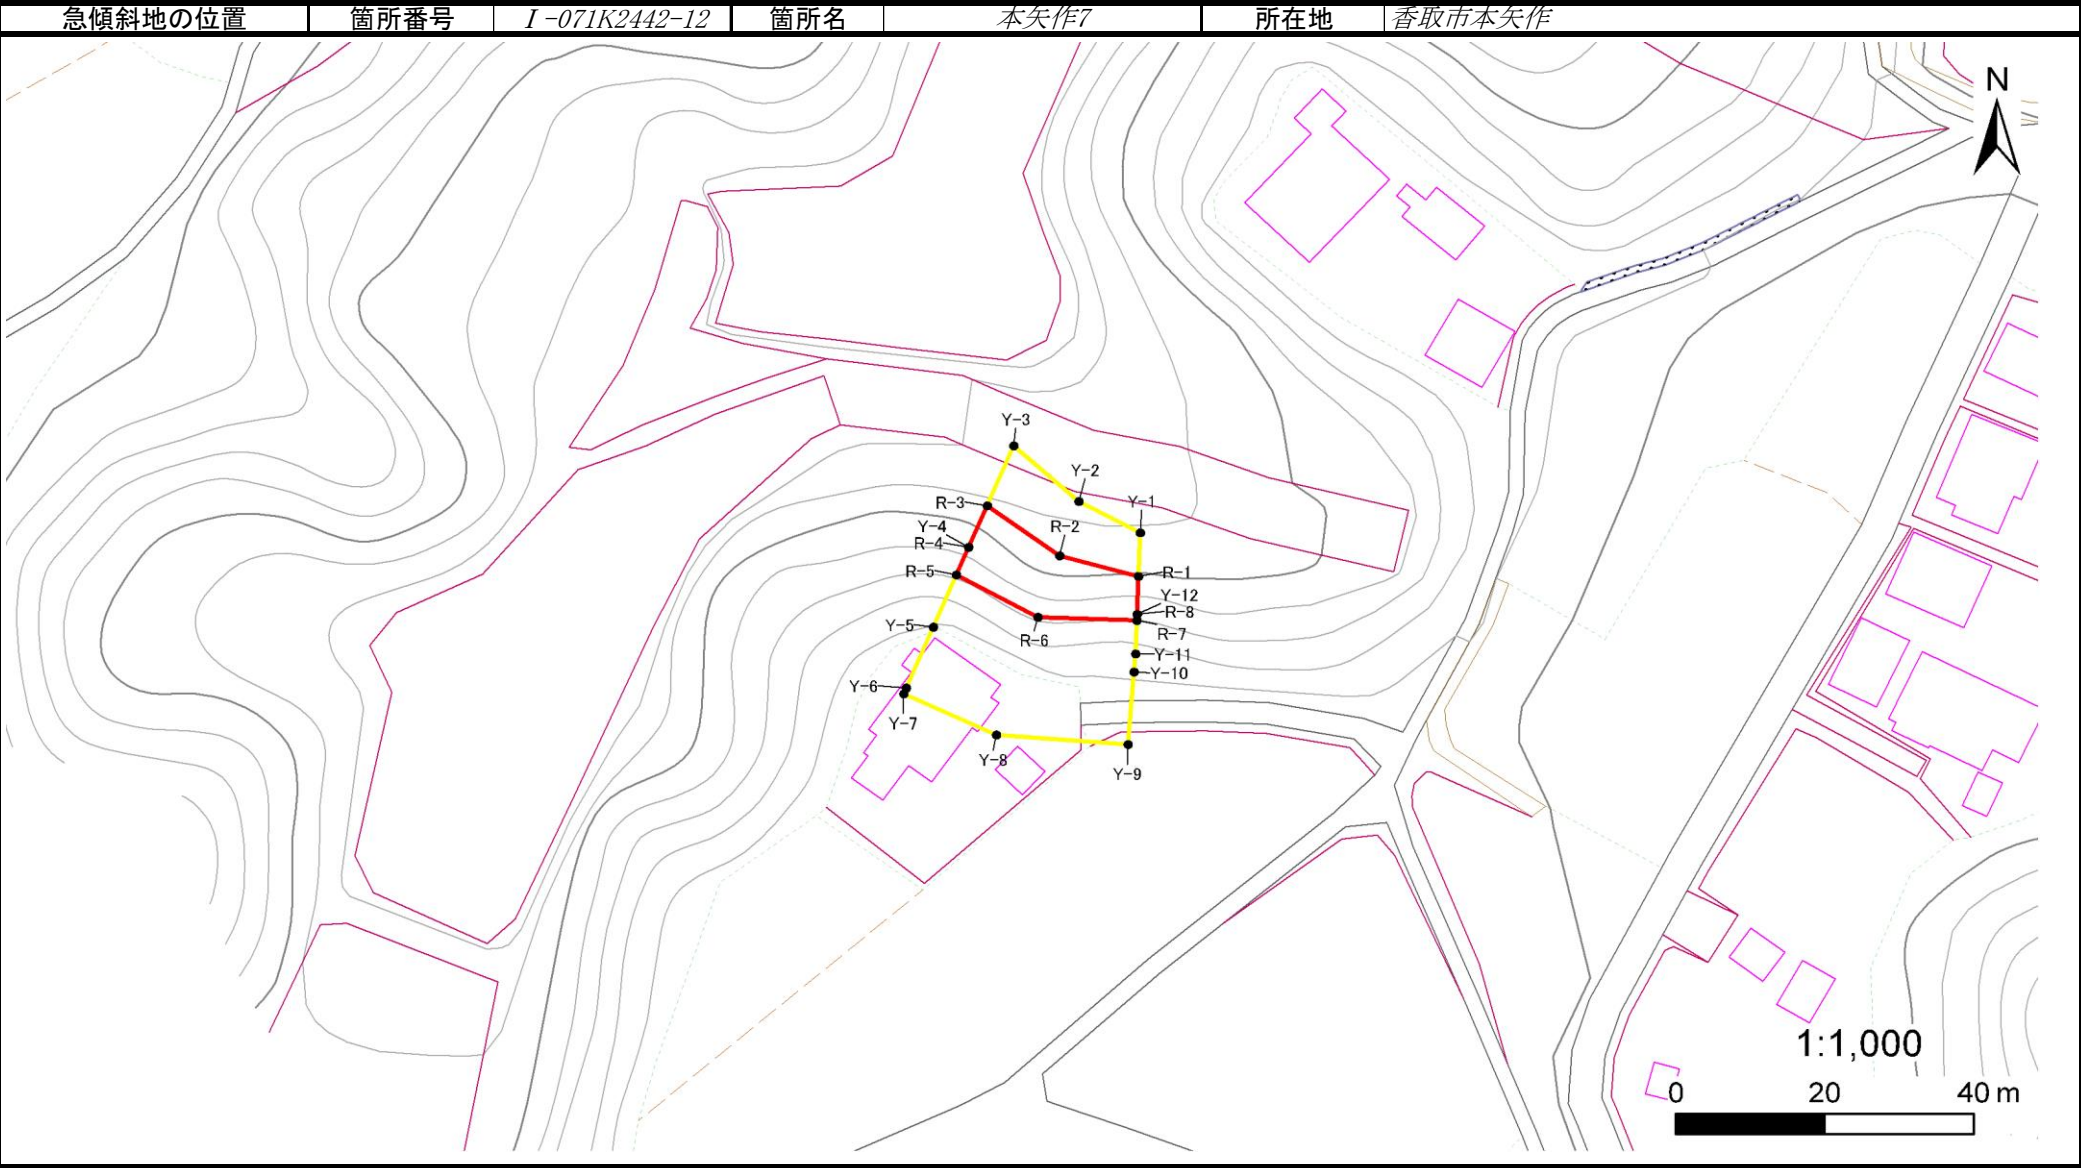 急傾斜地の位置 箇所番号 Ⅰ-071K2442-12 箇所名 本矢作7 所在地 香取市本矢作
N
Y-3
Y-2
R-3 Y-1
Y-4 R-2
R-4
R-5 R-1
Y-12
R-8
Y-5 R-6 R-7
Y-11
Y-10
Y-6
Y-7
Y-8
Y-9
1:1,000
0 20 40 m